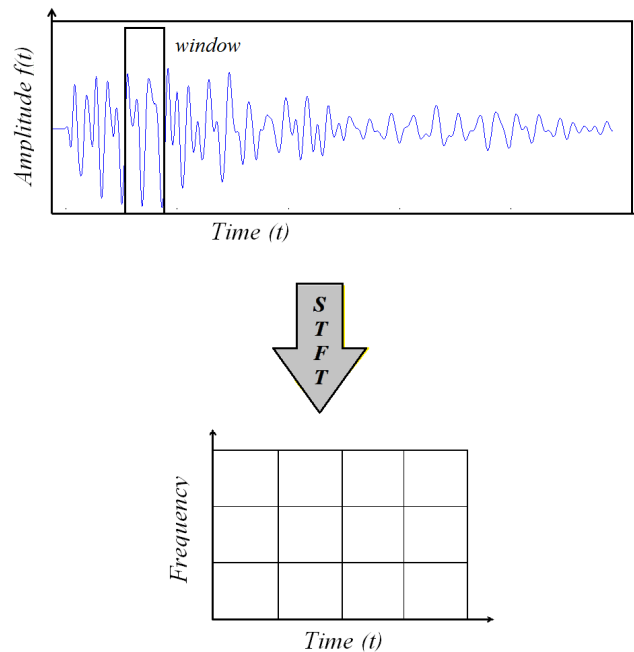 window
Amplitude f(t)
Time (t)
S
T
F
T
Frequency
Time (t)